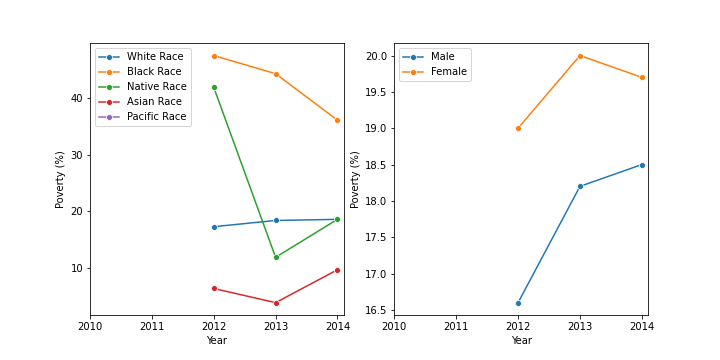 White Race
Black Race
Native Race
Asian Race
Pacific Race
40
30
20
10
Poverty (%)
2010 2011 2012 2013 2014
Year
Male
Female
20.0
19.5
19.0
18.5
18.0
17.5
17.0
16.5
Poverty (%)
2010 2011 2012 2013 2014
Year